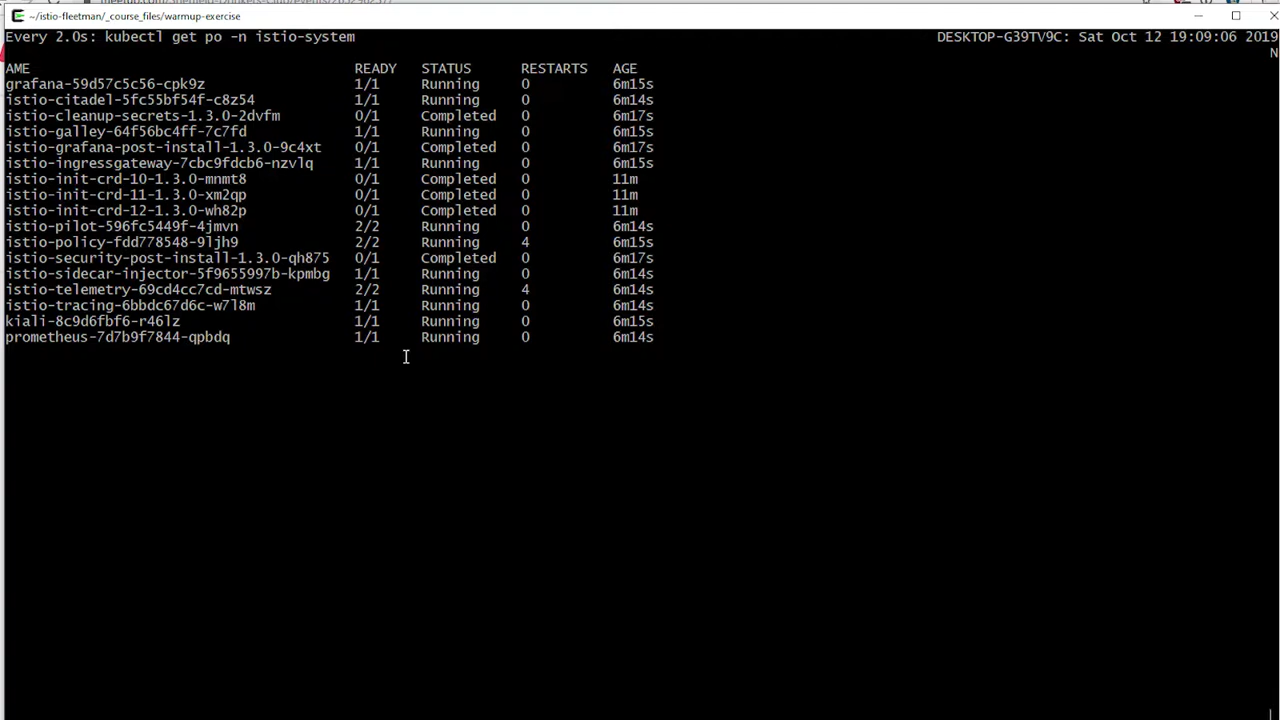 ~/istio-fleetman/_course_files/warmup-exercise
Every 2.0s: kubectl get po -n istio-system DESKTOP-G39TV9C: Sat Oct 12 19:09:06 2019
N
AME READY STATUS RESTARTS AGE
grafana-59d57c5c56-cpk9z 1/1 Running 0 6m15s
istio-citadel-5fc55bf54f-c8z54 1/1 Running 0 6m14s
istio-cleanup-secrets-1.3.0-2dvfm 0/1 Completed 0 6m17s
istio-galley-64f56bc4ff-7c7fd 1/1 Running 0 6m15s
istio-grafana-post-install-1.3.0-9c4xt 0/1 Completed 0 6m17s
istio-ingressgateway-7cbc9fdcb6-nzvlq 1/1 Running 0 6m15s
istio-init-crd-10-1.3.0-mnmt8 0/1 Completed 0 11m
istio-init-crd-11-1.3.0-xm2qp 0/1 Completed 0 11m
istio-init-crd-12-1.3.0-wh82p 0/1 Completed 0 11m
istio-pilot-596fc5449f-4jmvn 2/2 Running 0 6m14s
istio-policy-fdd778548-9ljh9 2/2 Running 4 6m15s
istio-security-post-install-1.3.0-qh875 0/1 Completed 0 6m17s
istio-sidecar-injector-5f9655997b-kpmbg 1/1 Running 0 6m14s
istio-telemetry-69cd4cc7cd-mtwsz 2/2 Running 4 6m14s
istio-tracing-6bbdc67d6c-w7l8m 1/1 Running 0 6m14s
kiali-8c9d6fbf6-r46lz 1/1 Running 0 6m15s
prometheus-7d7b9f7844-qpbdq 1/1 Running 0 6m14s